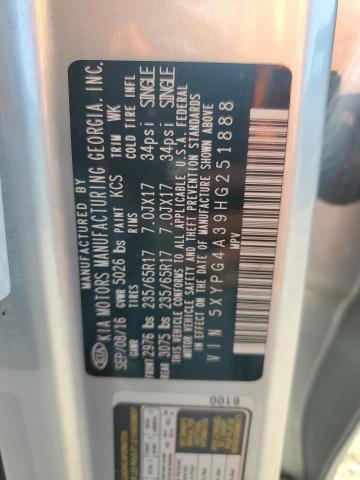 MANUFACTURED BY
KIA KIA MOTORS MANUFACTURING GEORGIA, INC.
SEP/08/16 GVWR 5026 lbs PAINT KCS TRIM WK
GAWR TIRES RIMS COLD TIRE INFL
FRONT 2976 lbs 235/65R17 7.0JX17 34psi SINGLE
REAR 3075 lbs 235/65R17 7.0JX17 34psi SINGLE
THIS VEHICLE CONFORMS TO ALL APPLICABLE U.S.A. FEDERAL
MOTOR VEHICLE SAFETY BUMPER, AND THEFT PREVENTION STANDARDS
IN EFFECT ON THE DATE OF MANUFACTURE SHOWN ABOVE.
VIN 5XYPG4A39HG251888
MPV
6100